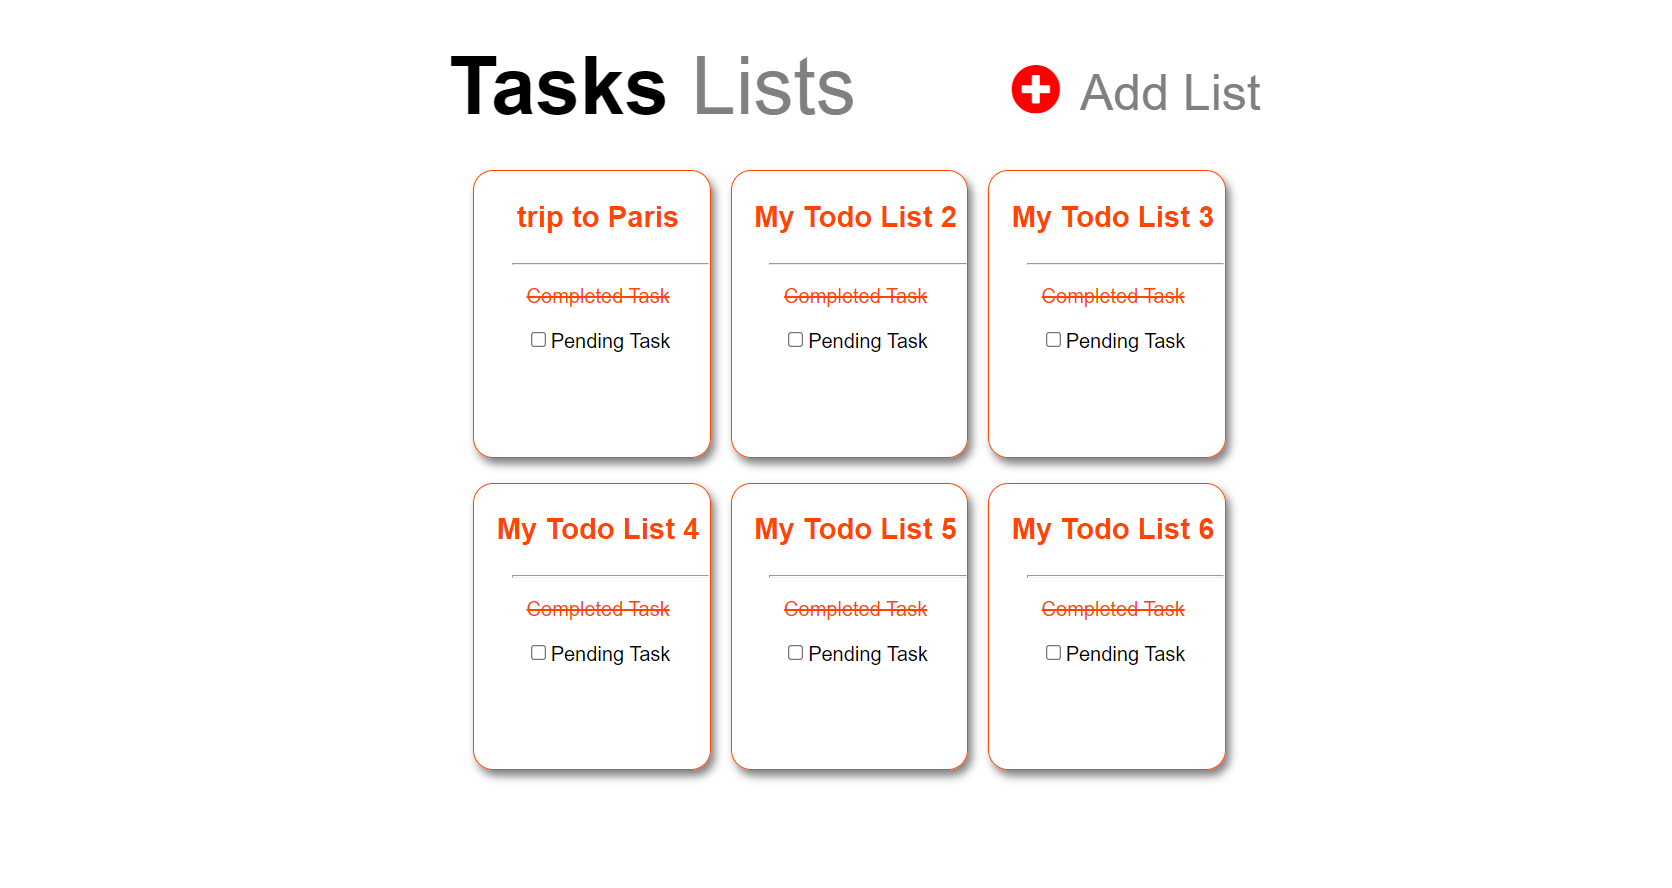 Tasks Lists
Add List
trip to Paris
Completed Task
Pending Task
My Todo List 2
Completed Task
Pending Task
My Todo List 3
Completed Task
Pending Task
My Todo List 4
Completed Task
Pending Task
My Todo List 5
Completed Task
Pending Task
My Todo List 6
Completed Task
Pending Task